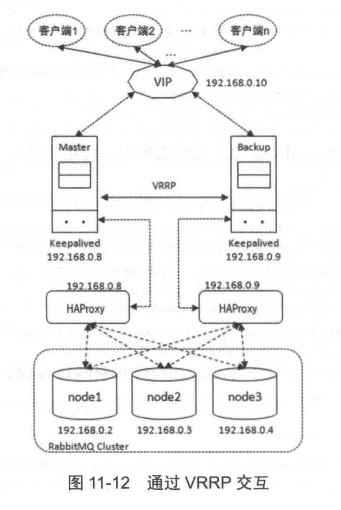 客户端1 客户端2 ... 客户端n
...
VIP 192.168.0.10
Master Backup
VRRP
Keepalived Keepalived
192.168.0.8 192.168.0.9
192.168.0.8 192.168.0.9
HAProxy HAProxy
node1 node2 node3
192.168.0.2 192.168.0.3 192.168.0.4
RabbitMQ Cluster
图 11-12 通过 VRRP 交互